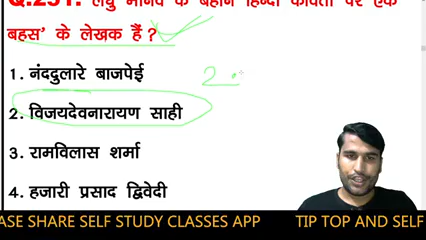 Q.251. लघु मानव के बहाने हिन्दी कविता पर एक
बहस’ के लेखक हैं ?
1. नंददुलारे बाजपेई
2. विजयदेवनारायण साही
3. रामविलास शर्मा
4. हजारी प्रसाद द्विवेदी
2.
ASE SHARE SELF STUDY CLASSES APP TIP TOP AND SELF